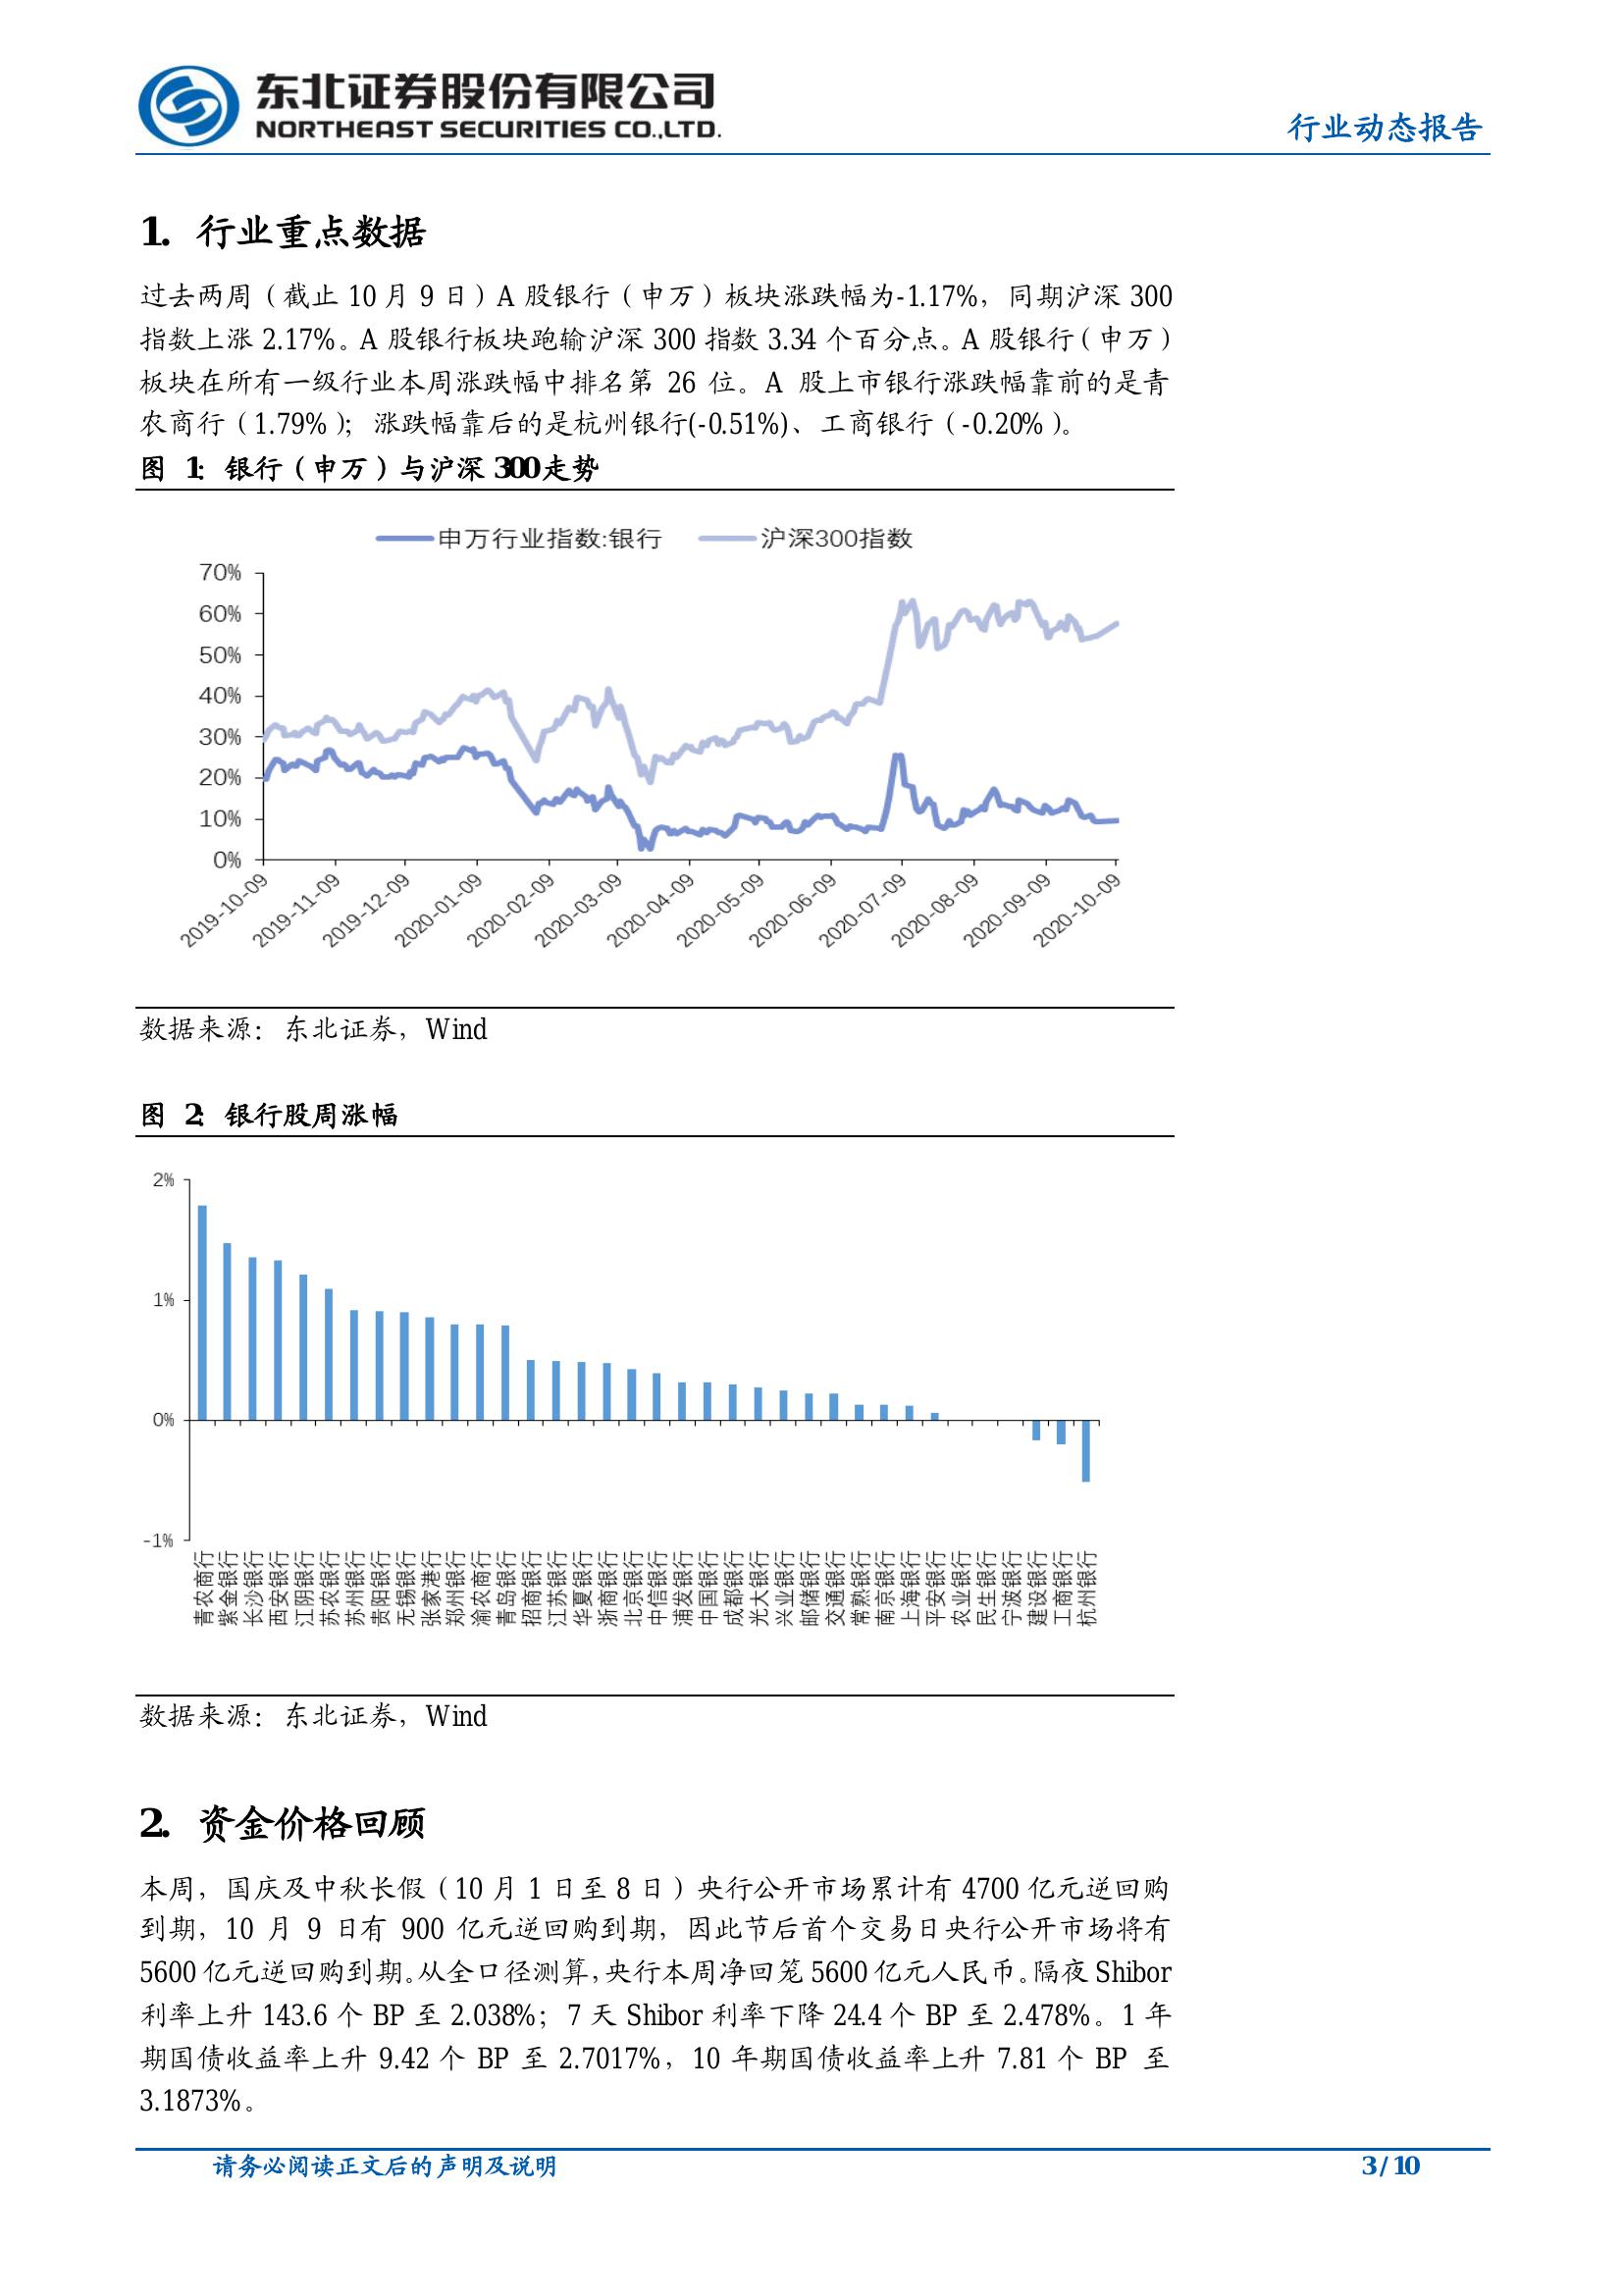 东北证券股份有限公司
NORTHEAST SECURITIES CO.,LTD.
行业动态报告
1. 行业重点数据
过去两周（截止 10 月 9 日）A 股银行（申万）板块涨跌幅为-1.17%，同期沪深 300
指数上涨 2.17%。A 股银行板块跑输沪深 300 指数 3.34 个百分点。A 股银行（申万）
板块在所有一级行业本周涨跌幅中排名第 26 位。A 股上市银行涨跌幅靠前的是青
农商行（1.79%）；涨跌幅靠后的是杭州银行(-0.51%)、工商银行（-0.20%）。
图 1：银行（申万）与沪深 300 走势
申万行业指数:银行 沪深300指数
70%
60%
50%
40%
30%
20%
10%
0%
2019-10-09 2019-11-09 2019-12-09 2020-01-09 2020-02-09 2020-03-09 2020-04-09 2020-05-09 2020-06-09 2020-07-09 2020-08-09 2020-09-09 2020-10-09
数据来源：东北证券，Wind
图 2：银行股周涨幅
2%
1%
0%
-1%
青农商行 紫金银行 长沙银行 西安银行 江阴银行 苏农银行 苏州银行 贵阳银行 无锡银行 张家港行 郑州银行 渝农商行 青岛银行 招商银行 江苏银行 华夏银行 浙商银行 北京银行 中信银行 浦发银行 中国银行 成都银行 光大银行 兴业银行 邮储银行 交通银行 常熟银行 南京银行 上海银行 平安银行 农业银行 民生银行 宁波银行 建设银行 工商银行 杭州银行
数据来源：东北证券，Wind
2. 资金价格回顾
本周，国庆及中秋长假（10 月 1 日至 8 日）央行公开市场累计有 4700 亿元逆回购
到期，10 月 9 日有 900 亿元逆回购到期，因此节后首个交易日央行公开市场将有
5600 亿元逆回购到期。从全口径测算，央行本周净回笼 5600 亿元人民币。隔夜 Shibor
利率上升 143.6 个 BP 至 2.038%；7 天 Shibor 利率下降 24.4 个 BP 至 2.478%。1 年
期国债收益率上升 9.42 个 BP 至 2.7017%，10 年期国债收益率上升 7.81 个 BP 至
3.1873%。
请务必阅读正文后的声明及说明
3 / 10